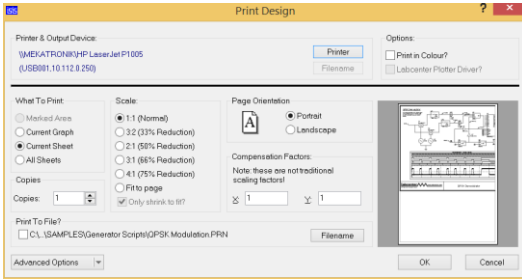 ISIS
Print Design
?
Printer & Output Device:
\\MEKATRONIK\HP LaserJet P1005
(USB001,10.112.0.250)
Printer
Filename
Options:
Print in Colour?
Labcenter Plotter Driver?
What To Print:
Marked Area
Current Graph
Current Sheet
All Sheets
Copies
Copies: 1
Scale:
1:1 (Normal)
3:2 (33% Reduction)
2:1 (50% Reduction)
3:1 (66% Reduction)
4:1 (75% Reduction)
Fit to page
Only shrink to fit?
Page Orientation
A
Portrait
Landscape
Compensation Factors:
Note: these are not traditional
scaling factors!
X 1 Y 1
Print To File?
C:\..\SAMPLES\Generator Scripts\QPSK Modulation.PRN
Filename
Advanced Options
OK
Cancel